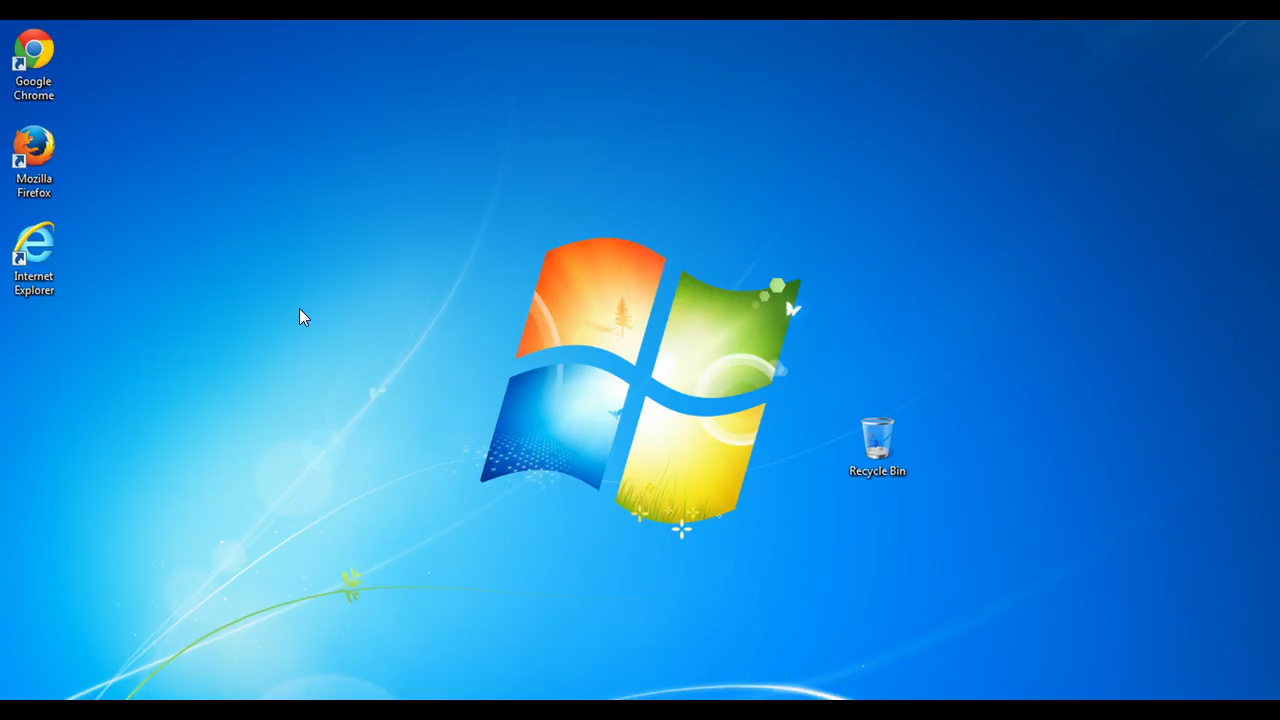 Google
Chrome
Mozilla
Firefox
Internet
Explorer
Recycle Bin